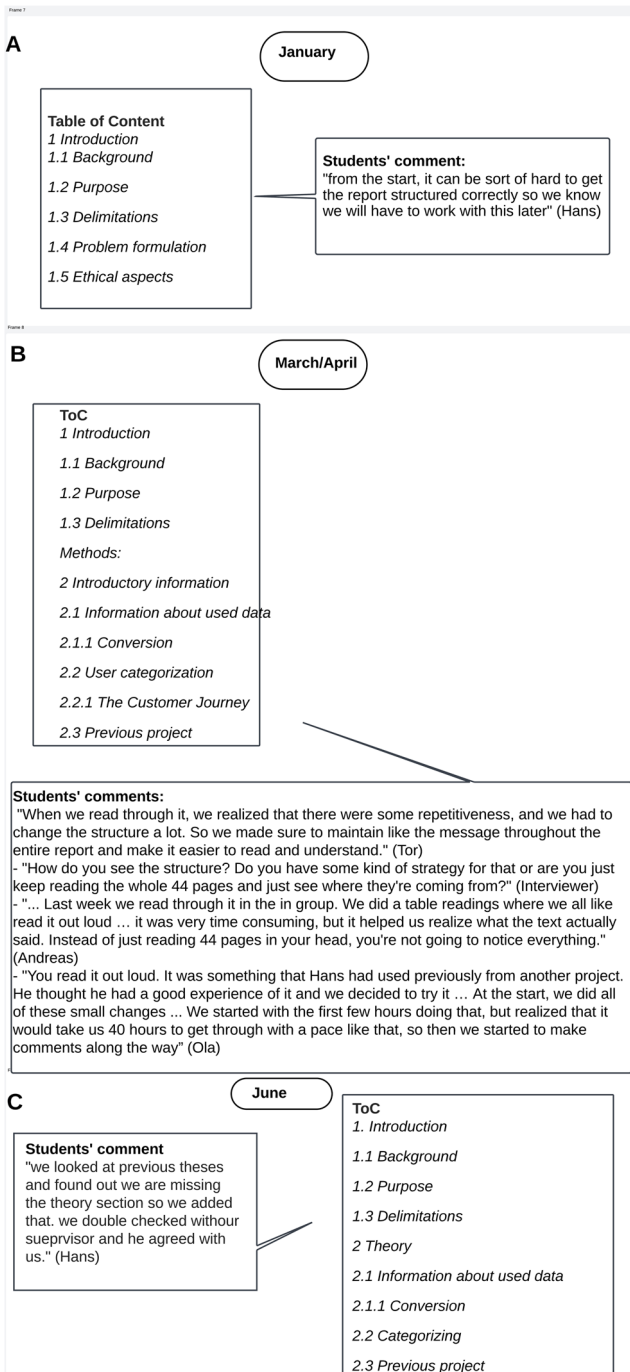 Frame 7
A
January
Table of Content
1 Introduction
1.1 Background
1.2 Purpose
1.3 Delimitations
1.4 Problem formulation
1.5 Ethical aspects
Students' comment:
"from the start, it can be sort of hard to get
the report structured correctly so we know
we will have to work with this later" (Hans)
Frame 8
B
March/April
ToC
1 Introduction
1.1 Background
1.2 Purpose
1.3 Delimitations
Methods:
2 Introductory information
2.1 Information about used data
2.1.1 Conversion
2.2 User categorization
2.2.1 The Customer Journey
2.3 Previous project
Students' comments:
"When we read through it, we realized that there were some repetitiveness, and we had to
change the structure a lot. So we made sure to maintain like the message throughout the
entire report and make it easier to read and understand." (Tor)
- "How do you see the structure? Do you have some kind of strategy for that or are you just
keep reading the whole 44 pages and just see where they're coming from?" (Interviewer)
- "... Last week we read through it in the in group. We did a table readings where we all like
read it out loud … it was very time consuming, but it helped us realize what the text actually
said. Instead of just reading 44 pages in your head, you're not going to notice everything."
(Andreas)
- "You read it out loud. It was something that Hans had used previously from another project.
He thought he had a good experience of it and we decided to try it … At the start, we did all
of these small changes ... We started with the first few hours doing that, but realized that it
would take us 40 hours to get through with a pace like that, so then we started to make
comments along the way” (Ola)
C
June
Students' comment
"we looked at previous theses
and found out we are missing
the theory section so we added
that. we double checked withour
sueprvisor and he agreed with
us." (Hans)
ToC
1. Introduction
1.1 Background
1.2 Purpose
1.3 Delimitations
2 Theory
2.1 Information about used data
2.1.1 Conversion
2.2 Categorizing
2.3 Previous project